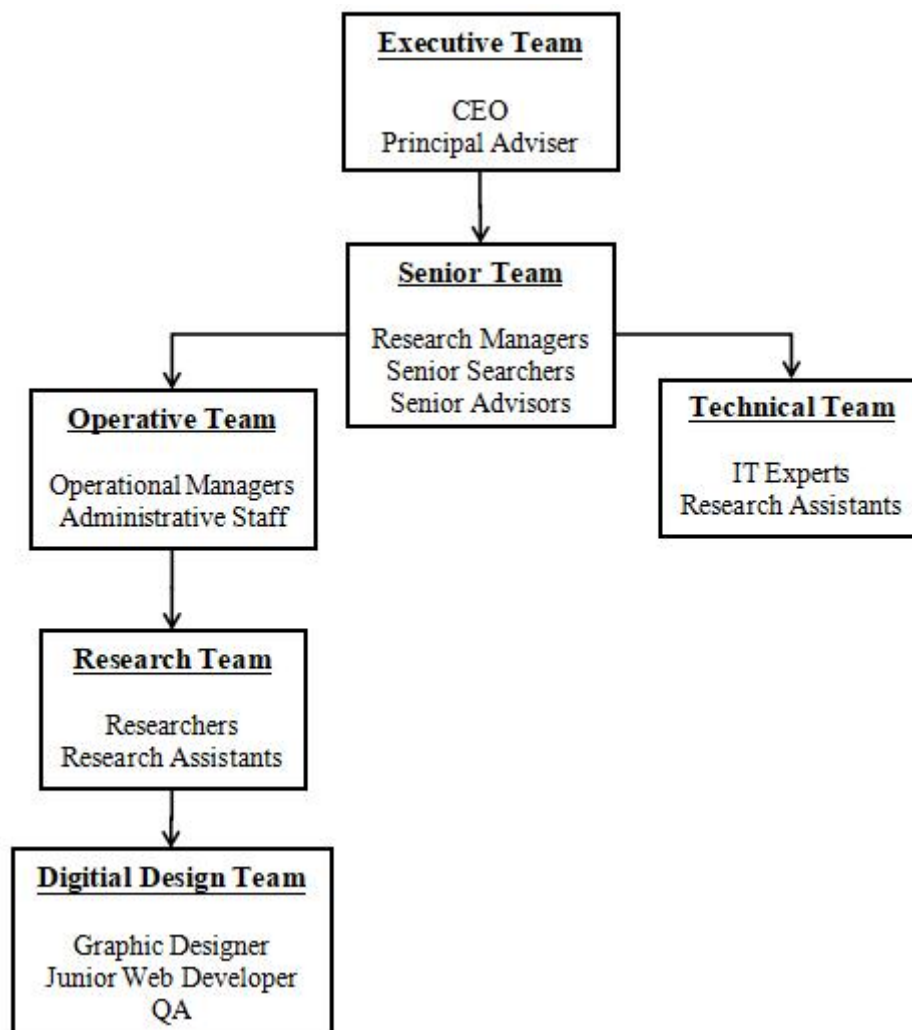 Executive Team
CEO
Principal Adviser
Senior Team
Research Managers
Senior Searchers
Senior Advisors
Operative Team
Operational Managers
Administrative Staff
Technical Team
IT Experts
Research Assistants
Research Team
Researchers
Research Assistants
Digitial Design Team
Graphic Designer
Junior Web Developer
QA